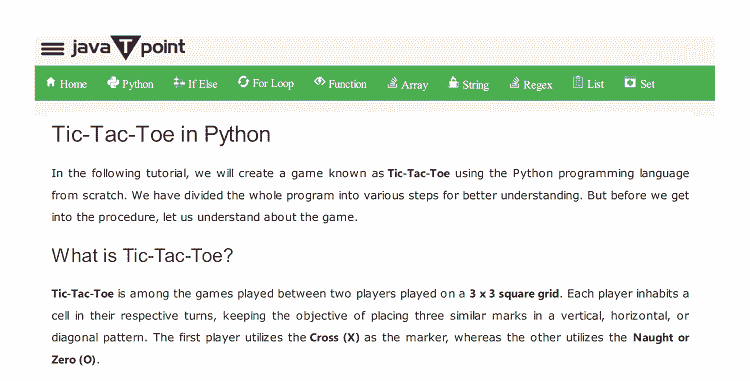 javaTpoint
Home Python If Else For Loop Function Array String Regex List Set
Tic-Tac-Toe in Python
In the following tutorial, we will create a game known as Tic-Tac-Toe using the Python programming language
from scratch. We have divided the whole program into various steps for better understanding. But before we get
into the procedure, let us understand about the game.
What is Tic-Tac-Toe?
Tic-Tac-Toe is among the games played between two players played on a 3 x 3 square grid. Each player inhabits a
cell in their respective turns, keeping the objective of placing three similar marks in a vertical, horizontal, or
diagonal pattern. The first player utilizes the Cross (X) as the marker, whereas the other utilizes the Naught or
Zero (O).